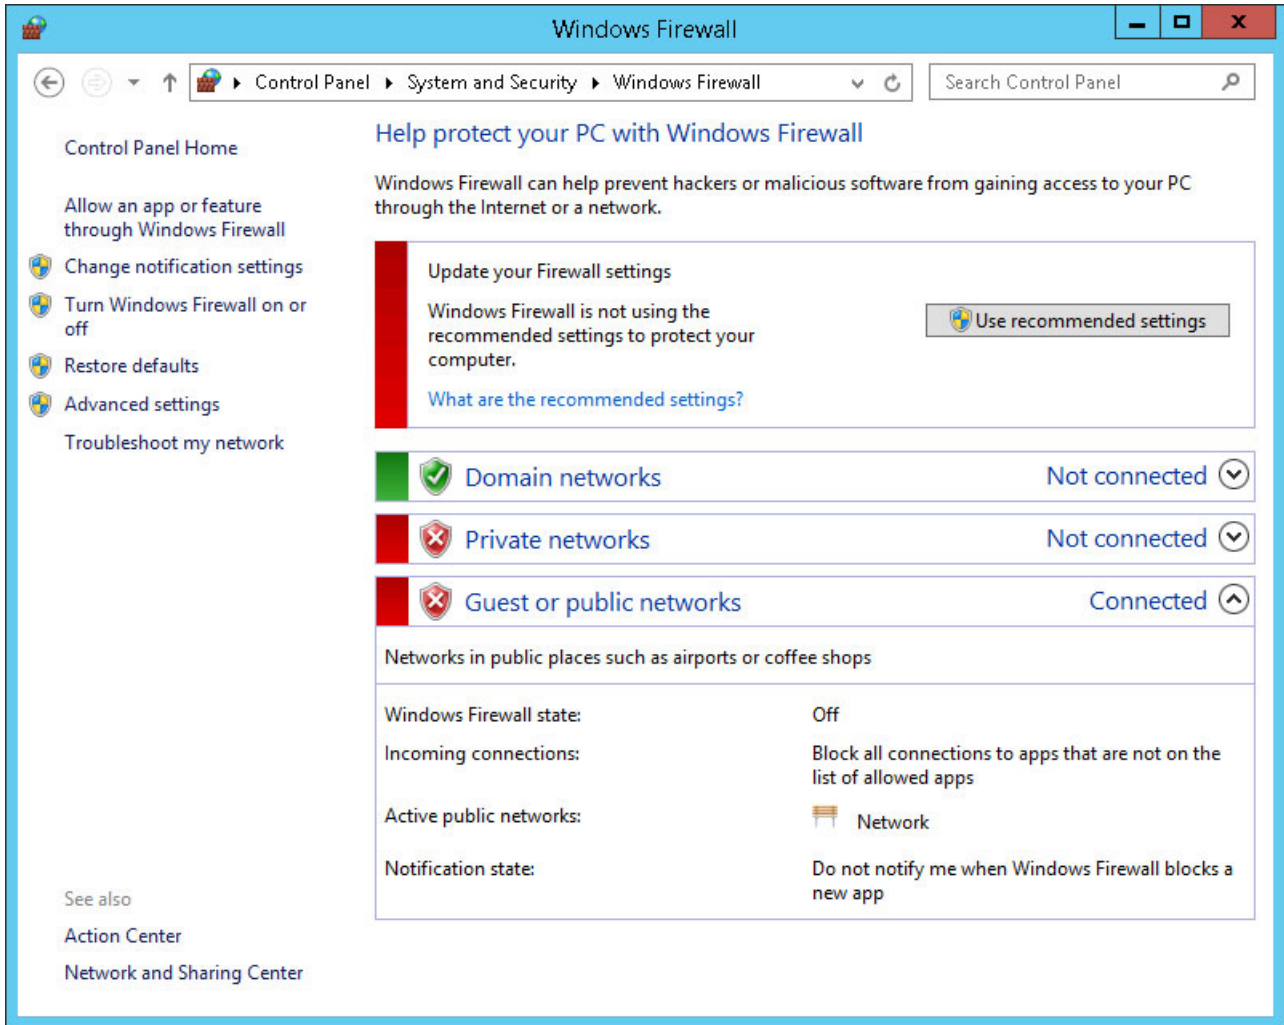 Windows Firewall
Control Panel
System and Security
Windows Firewall
Search Control Panel
Control Panel Home
Allow an app or feature
through Windows Firewall
Change notification settings
Turn Windows Firewall on or
off
Restore defaults
Advanced settings
Troubleshoot my network
See also
Action Center
Network and Sharing Center
Help protect your PC with Windows Firewall
Windows Firewall can help prevent hackers or malicious software from gaining access to your PC
through the Internet or a network.
Update your Firewall settings
Windows Firewall is not using the
recommended settings to protect your
computer.
What are the recommended settings?
Use recommended settings
Domain networks Not connected
Private networks Not connected
Guest or public networks Connected
Networks in public places such as airports or coffee shops
Windows Firewall state: Off
Incoming connections: Block all connections to apps that are not on the
list of allowed apps
Active public networks: Network
Notification state: Do not notify me when Windows Firewall blocks a
new app